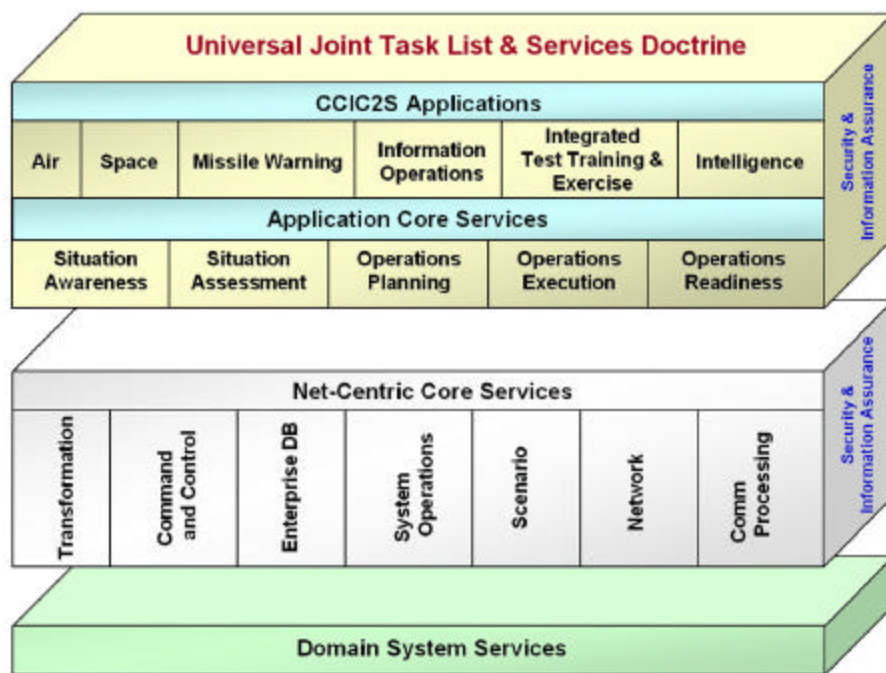 Universal Joint Task List & Services Doctrine
CCIC2S Applications
Air
Space
Missile Warning
Information
Operations
Integrated
Test Training &
Exercise
Intelligence
Security &
Information Assurance
Application Core Services
Situation
Awareness
Situation
Assessment
Operations
Planning
Operations
Execution
Operations
Readiness
Net-Centric Core Services
Transformation
Command
and Control
Enterprise DB
System
Operations
Scenario
Network
Comm
Processing
Security &
Information Assurance
Domain System Services